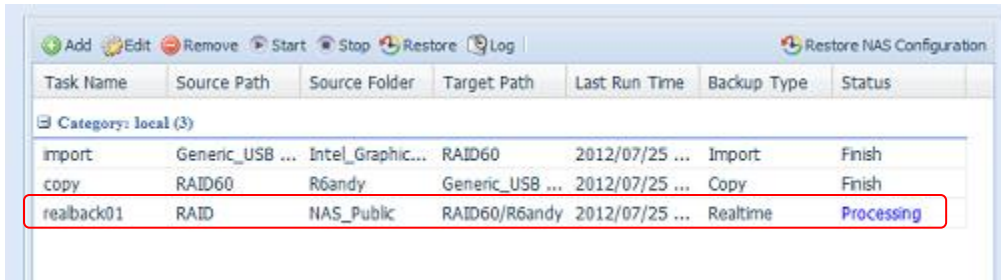 Add Edit Remove Start Stop Restore Log Restore NAS Configuration
Task Name Source Path Source Folder Target Path Last Run Time Backup Type Status
Category: local (3)
import Generic_USB ... Intel_Graphic... RAID60 2012/07/25 ... Import Finish
copy RAID60 R6andy Generic_USB ... 2012/07/25 ... Copy Finish
realback01 RAID NAS_Public RAID60/R6andy 2012/07/25 ... Realtime Processing